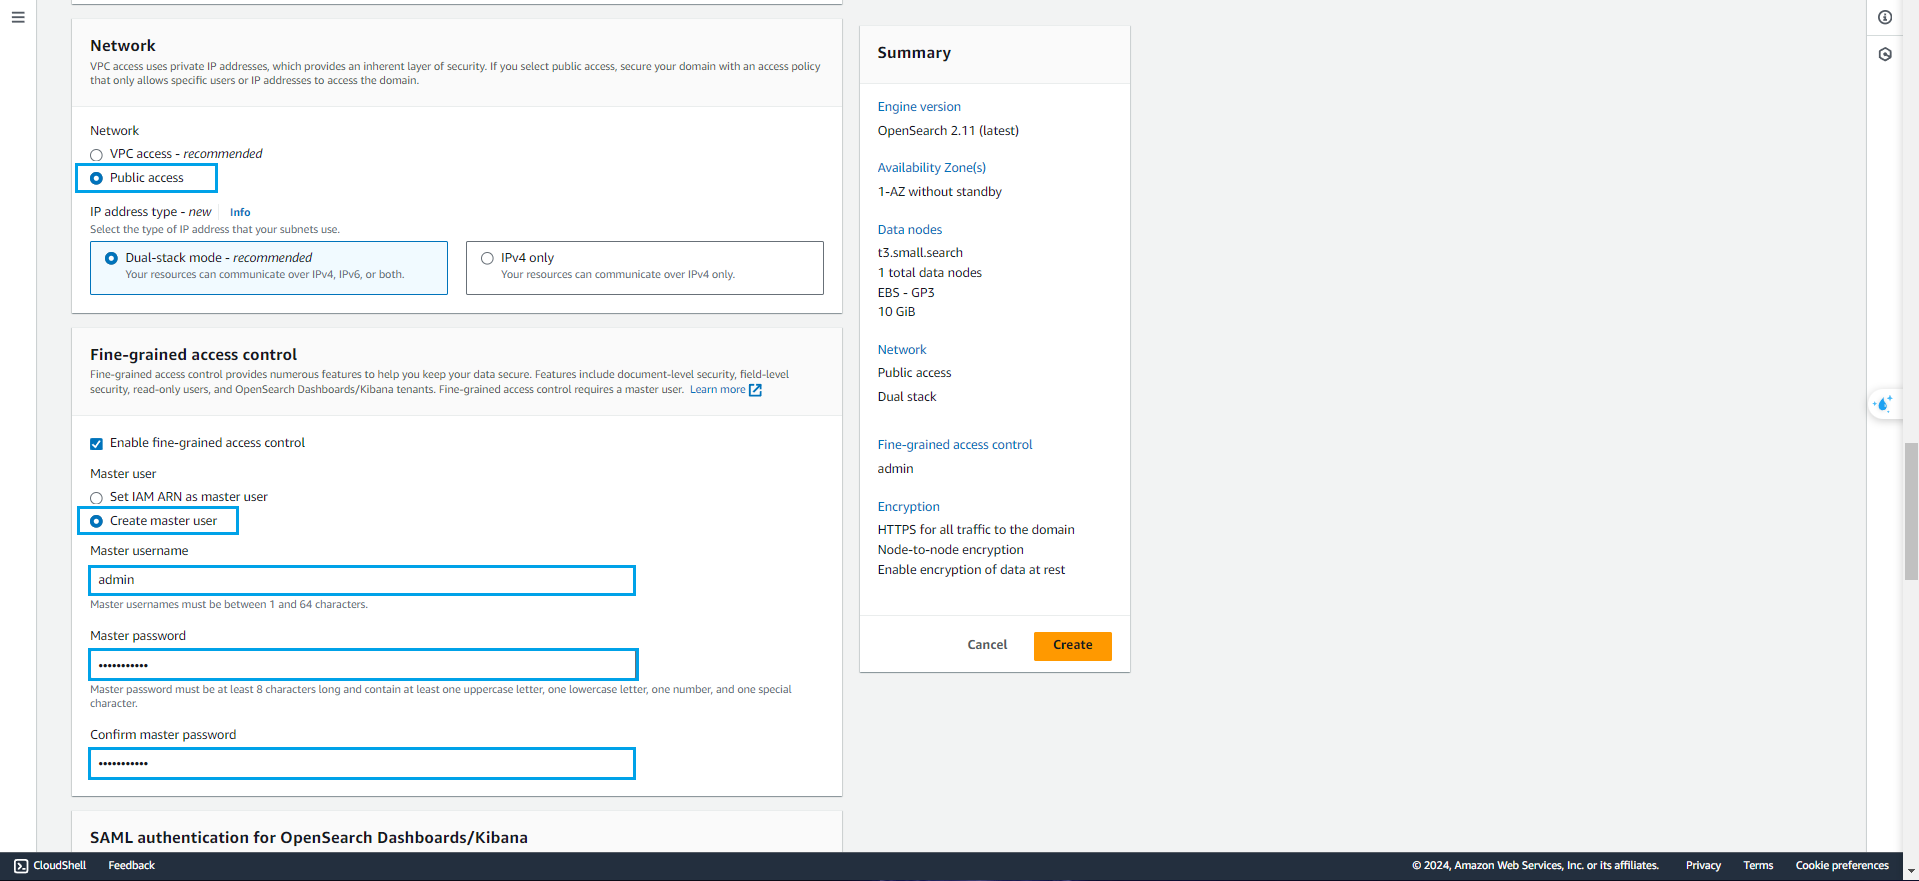 Network
VPC access uses private IP addresses, which provides an inherent layer of security. If you select public access, secure your domain with an access policy
that only allows specific users or IP addresses to access the domain.
Network
VPC access - recommended
Public access
IP address type - new Info
Select the type of IP address that your subnets use.
Dual-stack mode - recommended
Your resources can communicate over IPv4, IPv6, or both.
IPv4 only
Your resources can communicate over IPv4 only.
Fine-grained access control
Fine-grained access control provides numerous features to help you keep your data secure. Features include document-level security, field-level
security, read-only users, and OpenSearch Dashboards/Kibana tenants. Fine-grained access control requires a master user. Learn more
Enable fine-grained access control
Master user
Set IAM ARN as master user
Create master user
Master username
admin
Master usernames must be between 1 and 64 characters.
Master password
•••••••••••
Master password must be at least 8 characters long and contain at least one uppercase letter, one lowercase letter, one number, and one special
character.
Confirm master password
•••••••••••
SAML authentication for OpenSearch Dashboards/Kibana
Summary
Engine version
OpenSearch 2.11 (latest)
Availability Zone(s)
1-AZ without standby
Data nodes
t3.small.search
1 total data nodes
EBS - GP3
10 GiB
Network
Public access
Dual stack
Fine-grained access control
admin
Encryption
HTTPS for all traffic to the domain
Node-to-node encryption
Enable encryption of data at rest
Cancel
Create
CloudShell
Feedback
© 2024, Amazon Web Services, Inc. or its affiliates.
Privacy
Terms
Cookie preferences